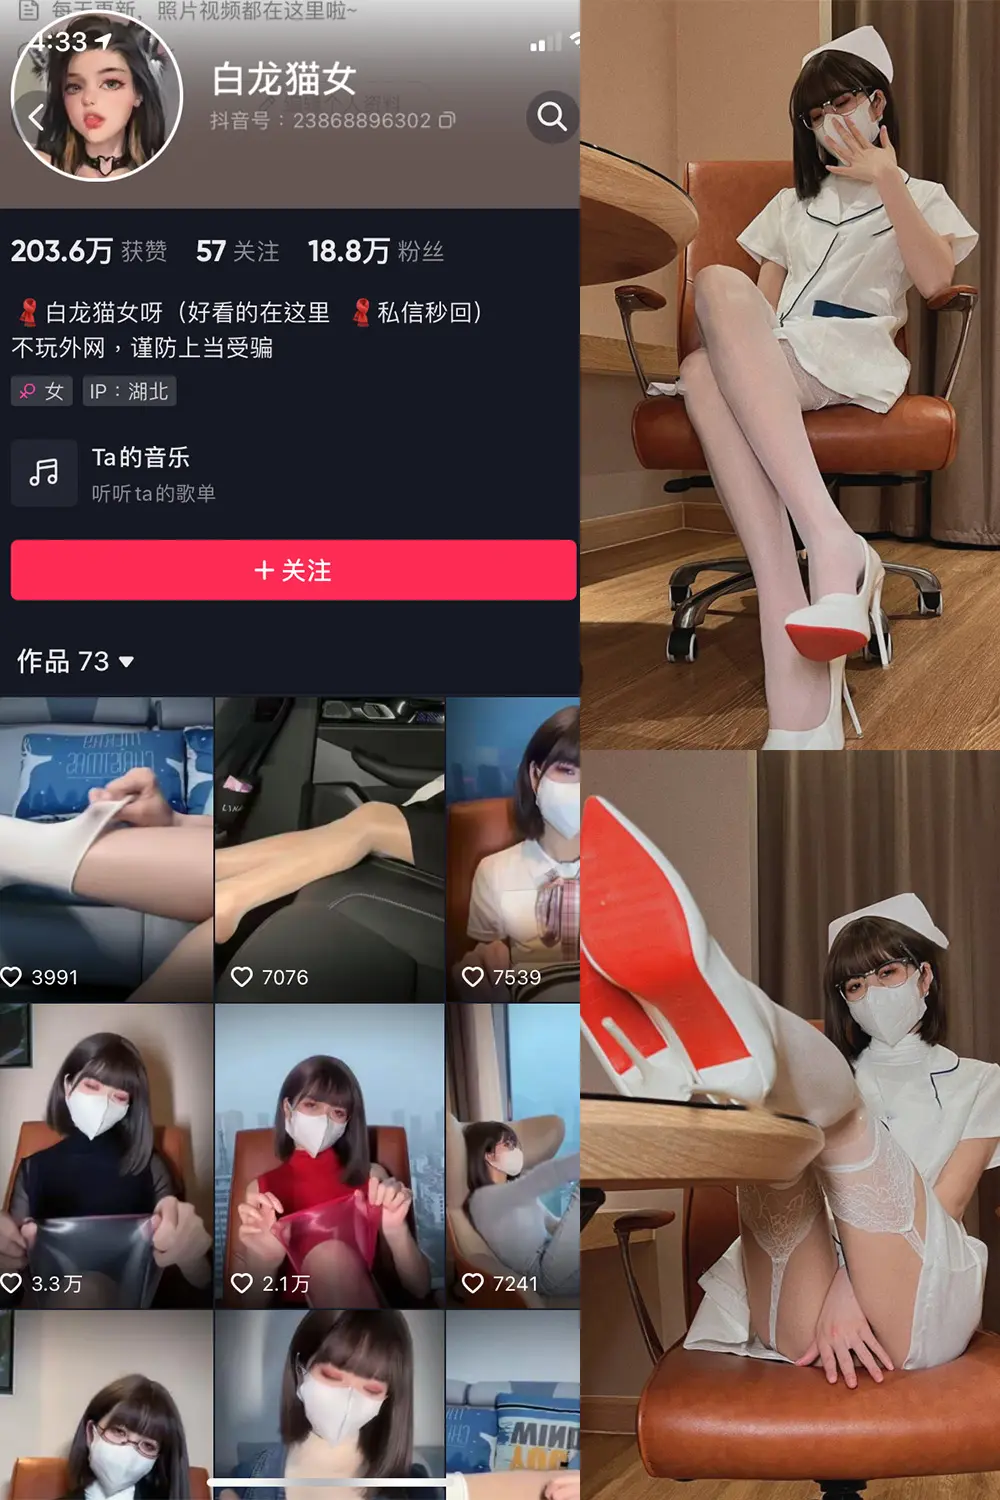 每天更新，照片视频都在这里啦~
4:33
白龙猫女
抖音号：23868896302
203.6万 获赞 57 关注 18.8万 粉丝
白龙猫女呀（好看的在这里 私信秒回）
不玩外网，谨防上当受骗
女 IP：湖北
Ta的音乐
听听ta的歌单
+ 关注
作品 73
3991 7076 7539
3.3万 2.1万 7241